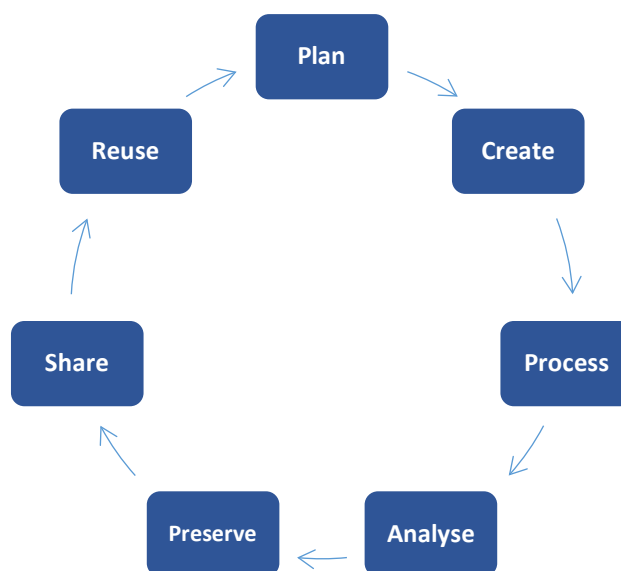 Plan
Create
Process
Analyse
Preserve
Share
Reuse